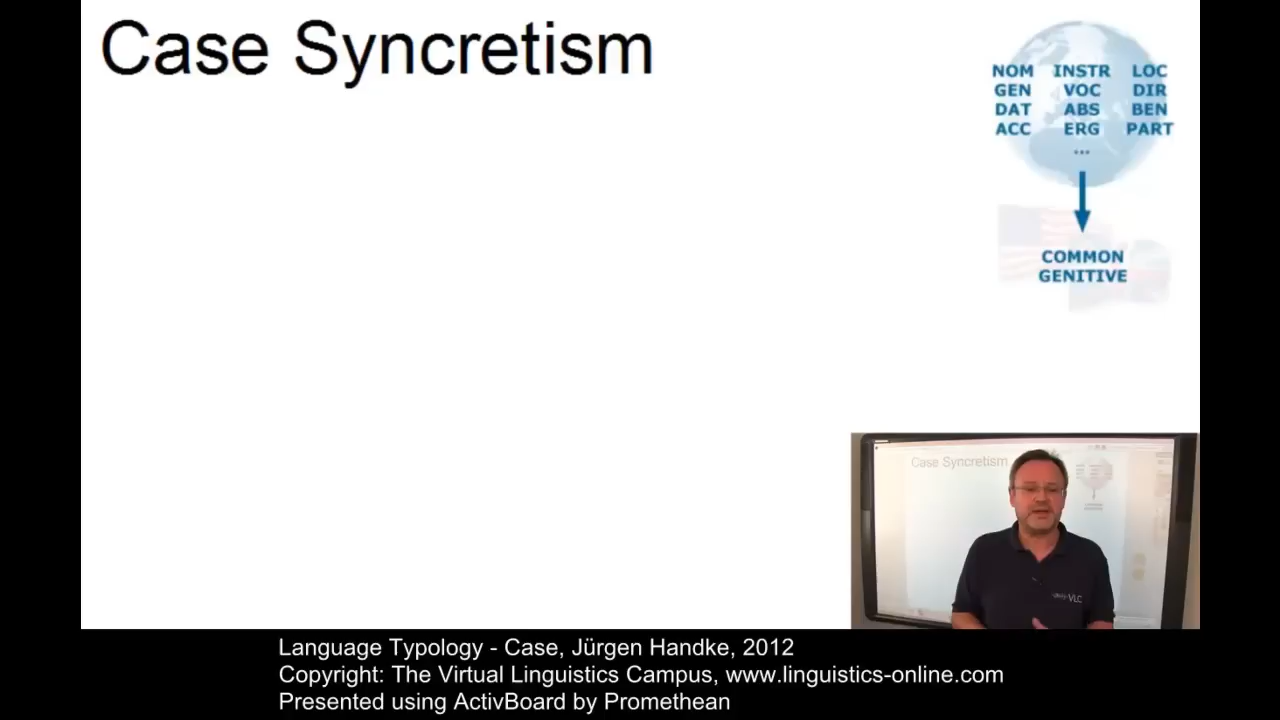 Case Syncretism
NOM INSTR LOC
GEN VOC DIR
DAT ABS BEN
ACC ERG PART
...
COMMON
GENITIVE
Case Syncretism
VLC
Language Typology - Case, Jürgen Handke, 2012
Copyright: The Virtual Linguistics Campus, www.linguistics-online.com
Presented using ActivBoard by Promethean